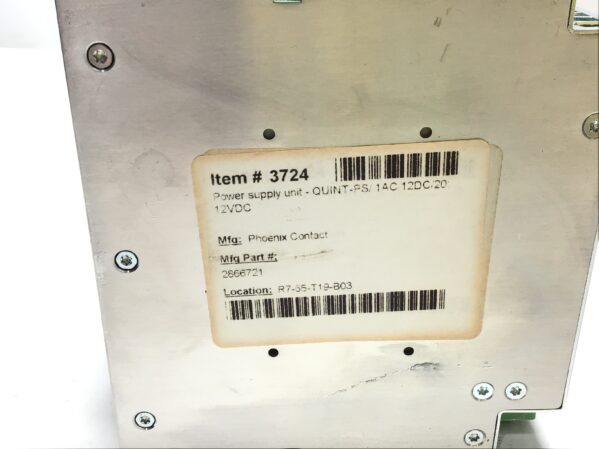 Item # 3724
Power supply unit - QUINT-PS/ 1AC 12DC/20
12VDC
Mfg: Phoenix Contact
Mfg Part #:
2866721
Location: R7-55-T19-B03